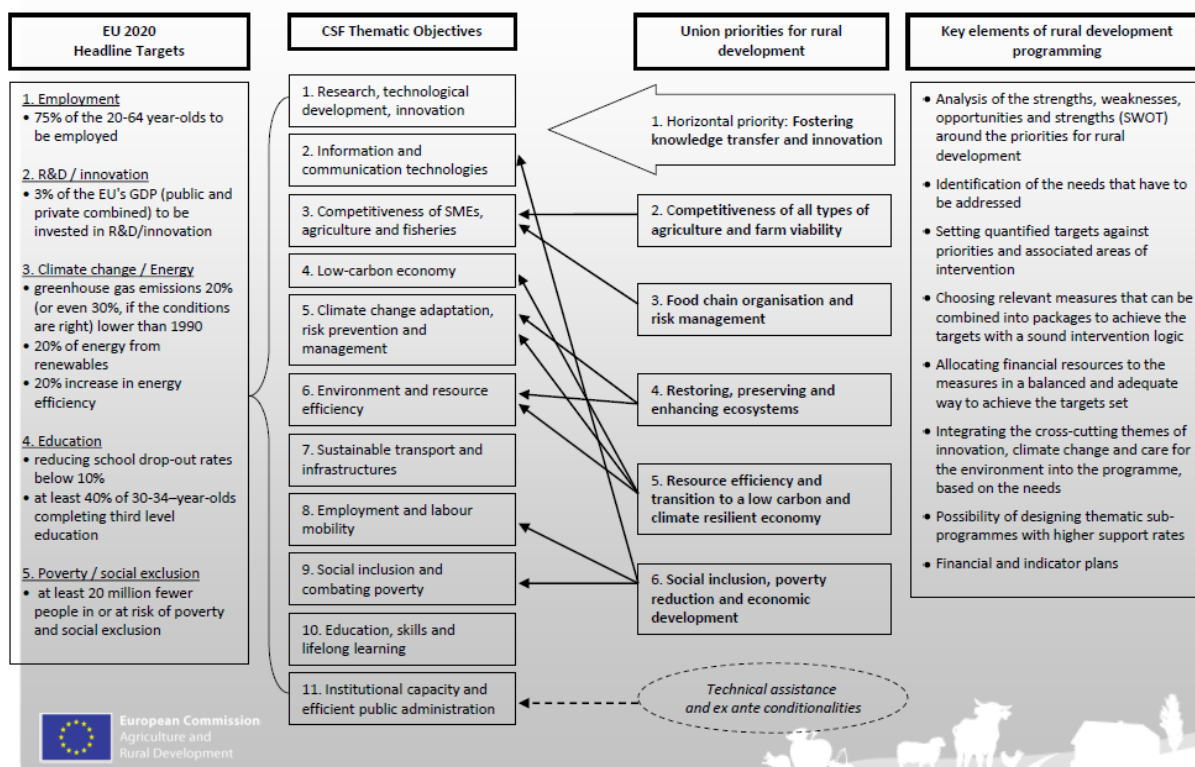 EU 2020
Headline Targets
1. Employment
• 75% of the 20-64 year-olds to
be employed
2. R&D / innovation
• 3% of the EU's GDP (public and
private combined) to be
invested in R&D/innovation
3. Climate change / Energy
• greenhouse gas emissions 20%
(or even 30%, if the conditions
are right) lower than 1990
• 20% of energy from
renewables
• 20% increase in energy
efficiency
4. Education
• reducing school drop-out rates
below 10%
• at least 40% of 30-34–year-olds
completing third level
education
5. Poverty / social exclusion
• at least 20 million fewer
people in or at risk of poverty
and social exclusion
CSF Thematic Objectives
1. Research, technological
development, innovation
2. Information and
communication technologies
3. Competitiveness of SMEs,
agriculture and fisheries
4. Low-carbon economy
5. Climate change adaptation,
risk prevention and
management
6. Environment and resource
efficiency
7. Sustainable transport and
infrastructures
8. Employment and labour
mobility
9. Social inclusion and
combating poverty
10. Education, skills and
lifelong learning
11. Institutional capacity and
efficient public administration
Union priorities for rural
development
1. Horizontal priority: Fostering
knowledge transfer and innovation
2. Competitiveness of all types of
agriculture and farm viability
3. Food chain organisation and
risk management
4. Restoring, preserving and
enhancing ecosystems
5. Resource efficiency and
transition to a low carbon and
climate resilient economy
6. Social inclusion, poverty
reduction and economic
development
Technical assistance
and ex ante conditionalities
Key elements of rural development
programming
• Analysis of the strengths, weaknesses,
opportunities and strengths (SWOT)
around the priorities for rural
development
• Identification of the needs that have to
be addressed
• Setting quantified targets against
priorities and associated areas of
intervention
• Choosing relevant measures that can be
combined into packages to achieve the
targets with a sound intervention logic
• Allocating financial resources to the
measures in a balanced and adequate
way to achieve the targets set
• Integrating the cross-cutting themes of
innovation, climate change and care for
the environment into the programme,
based on the needs
• Possibility of designing thematic sub-
programmes with higher support rates
• Financial and indicator plans
European Commission
Agriculture and
Rural Development